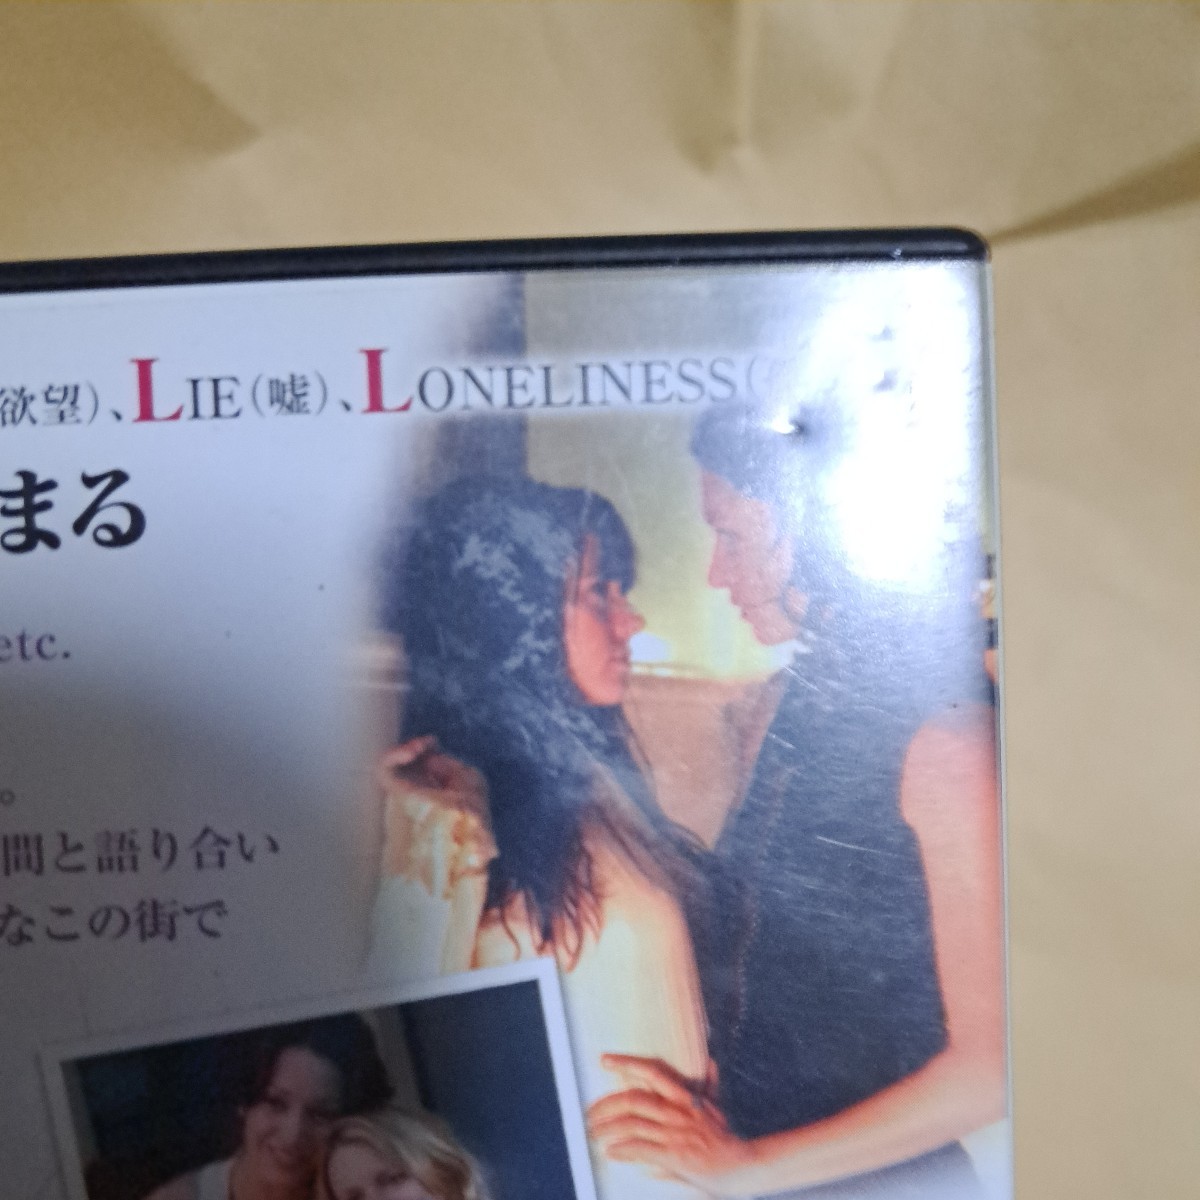 欲望)、LIE(嘘)、LONELINESS(
まる
etc.
。
間と語り合い
なこの街で